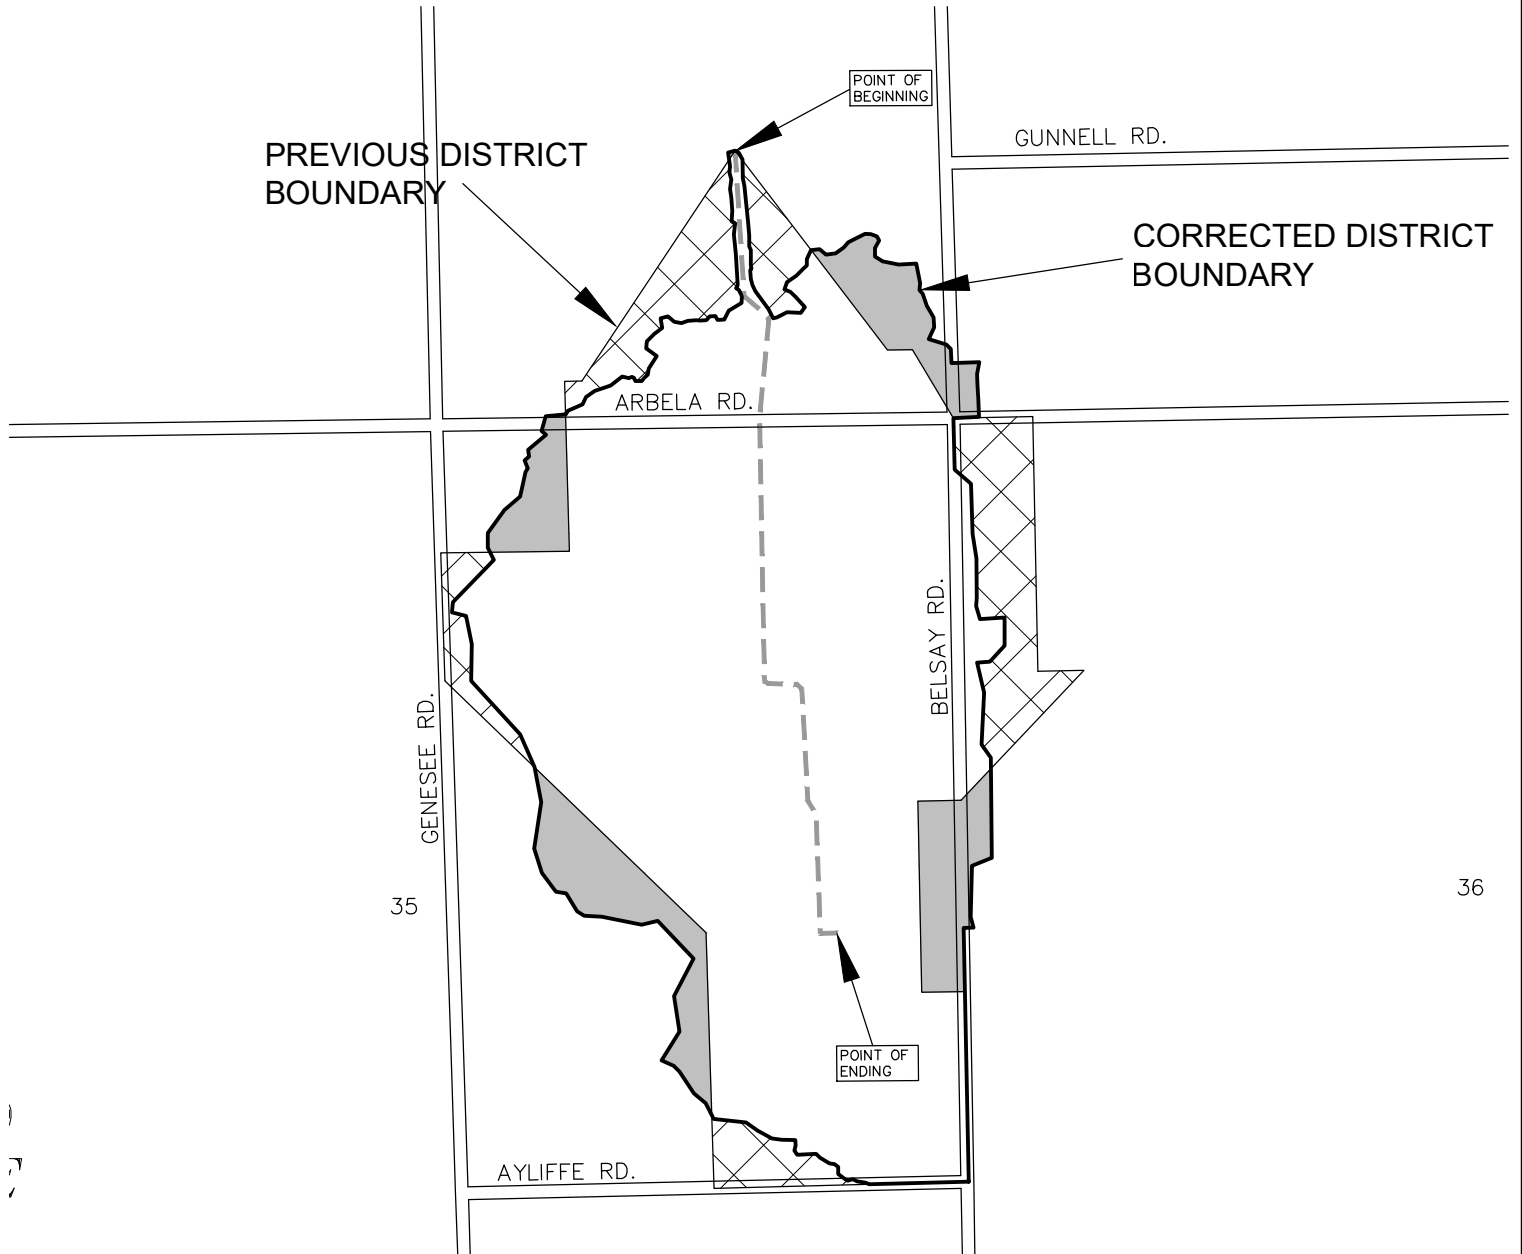 POINT OF
BEGINNING
GUNNELL RD.
PREVIOUS DISTRICT
BOUNDARY
CORRECTED DISTRICT
BOUNDARY
ARBELA RD.
BELSAY RD.
GENESEE RD.
35
36
POINT OF
ENDING
AYLIFFE RD.